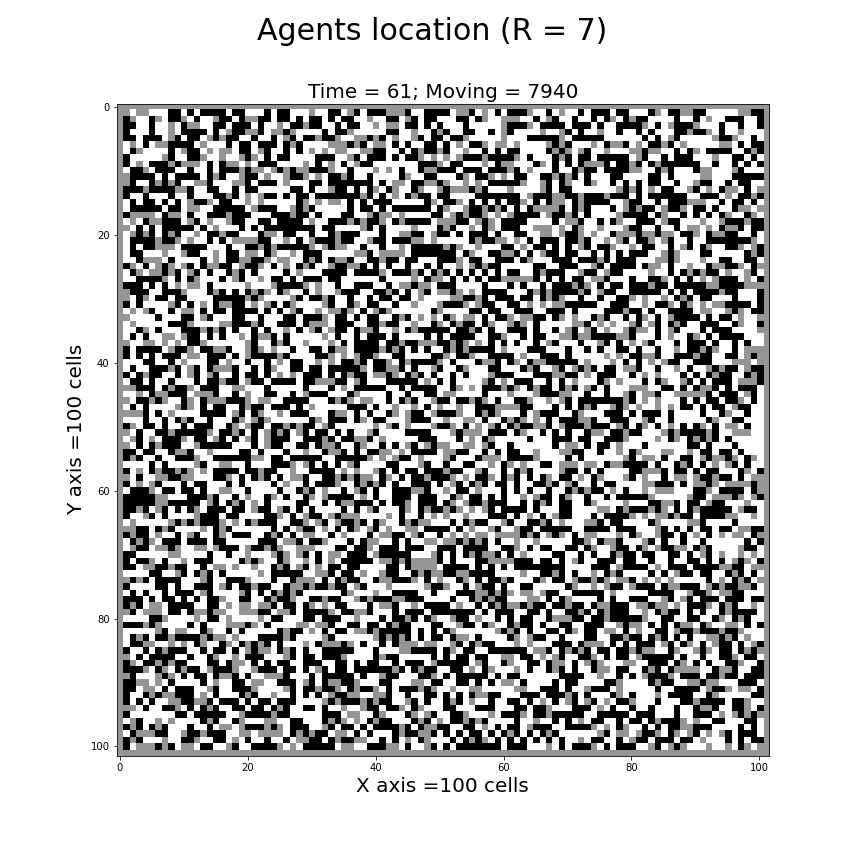 Agents location (R = 7)
Time = 61; Moving = 7940
0
20
40
60
80
100
Y axis =100 cells
0 20 40 60 80 100
X axis =100 cells